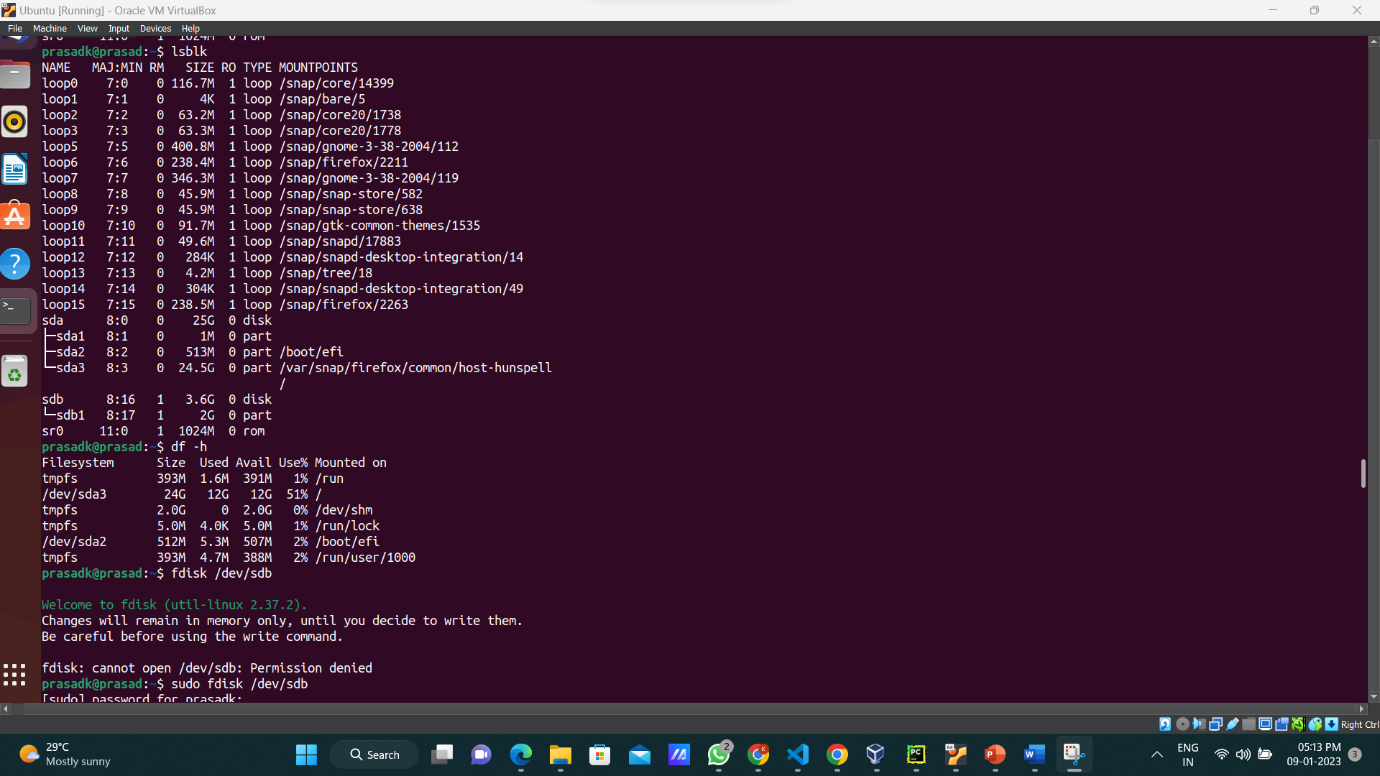 Ubuntu [Running] - Oracle VM VirtualBox
File Machine View Input Devices Help
sr0 11:0 1 1024M 0 rom
prasadk@prasad:~$ lsblk
NAME MAJ:MIN RM SIZE RO TYPE MOUNTPOINTS
loop0 7:0 0 116.7M 1 loop /snap/core/14399
loop1 7:1 0 4K 1 loop /snap/bare/5
loop2 7:2 0 63.2M 1 loop /snap/core20/1738
loop3 7:3 0 63.3M 1 loop /snap/core20/1778
loop5 7:5 0 400.8M 1 loop /snap/gnome-3-38-2004/112
loop6 7:6 0 238.4M 1 loop /snap/firefox/2211
loop7 7:7 0 346.3M 1 loop /snap/gnome-3-38-2004/119
loop8 7:8 0 45.9M 1 loop /snap/snap-store/582
loop9 7:9 0 45.9M 1 loop /snap/snap-store/638
loop10 7:10 0 91.7M 1 loop /snap/gtk-common-themes/1535
loop11 7:11 0 49.6M 1 loop /snap/snapd/17883
loop12 7:12 0 284K 1 loop /snap/snapd-desktop-integration/14
loop13 7:13 0 4.2M 1 loop /snap/tree/18
loop14 7:14 0 304K 1 loop /snap/snapd-desktop-integration/49
loop15 7:15 0 238.5M 1 loop /snap/firefox/2263
sda 8:0 0 25G 0 disk
├─sda1 8:1 0 1M 0 part
├─sda2 8:2 0 513M 0 part /boot/efi
└─sda3 8:3 0 24.5G 0 part /var/snap/firefox/common/host-hunspell
/
sdb 8:16 1 3.6G 0 disk
└─sdb1 8:17 1 2G 0 part
sr0 11:0 1 1024M 0 rom
prasadk@prasad:~$ df -h
Filesystem Size Used Avail Use% Mounted on
tmpfs 393M 1.6M 391M 1% /run
/dev/sda3 24G 12G 12G 51% /
tmpfs 2.0G 0 2.0G 0% /dev/shm
tmpfs 5.0M 4.0K 5.0M 1% /run/lock
/dev/sda2 512M 5.3M 507M 2% /boot/efi
tmpfs 393M 4.7M 388M 2% /run/user/1000
prasadk@prasad:~$ fdisk /dev/sdb
Welcome to fdisk (util-linux 2.37.2).
Changes will remain in memory only, until you decide to write them.
Be careful before using the write command.
fdisk: cannot open /dev/sdb: Permission denied
prasadk@prasad:~$ sudo fdisk /dev/sdb
[sudo] password for prasadk:
Right Ctrl
29°C
Mostly sunny
Search
2
ENG
IN
05:13 PM
09-01-2023
3